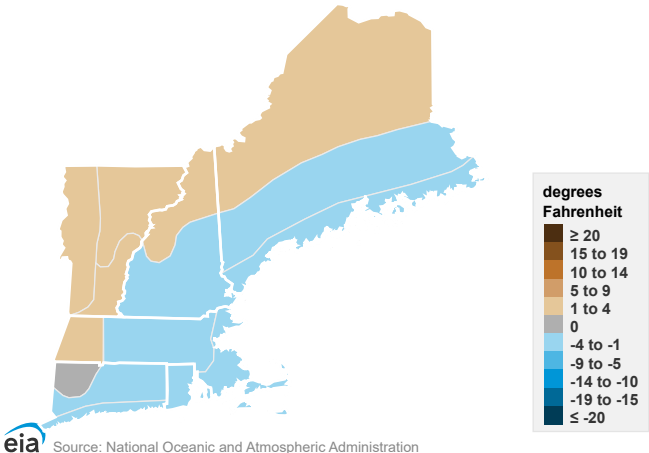 degrees
Fahrenheit
≥ 20
15 to 19
10 to 14
5 to 9
1 to 4
0
-4 to -1
-9 to -5
-14 to -10
-19 to -15
≤ -20
eia
Source: National Oceanic and Atmospheric Administration